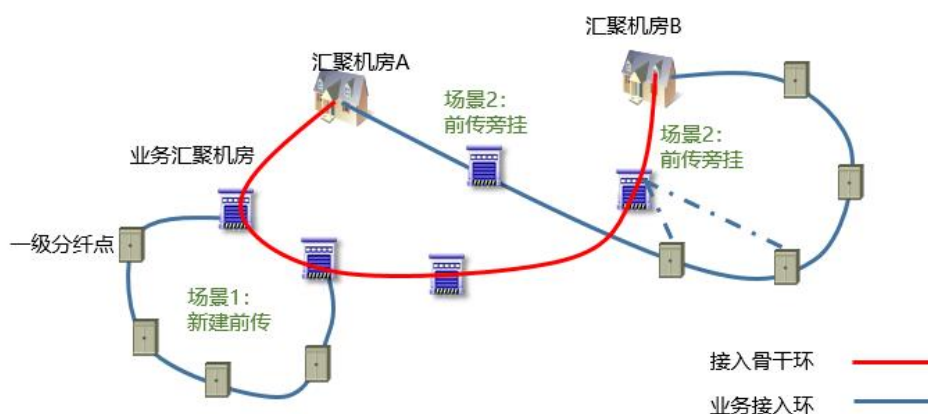 汇聚机房B
汇聚机房A
场景2：
前传旁挂
场景2：
前传旁挂
业务汇聚机房
一级分纤点
场景1：
新建前传
接入骨干环
业务接入环